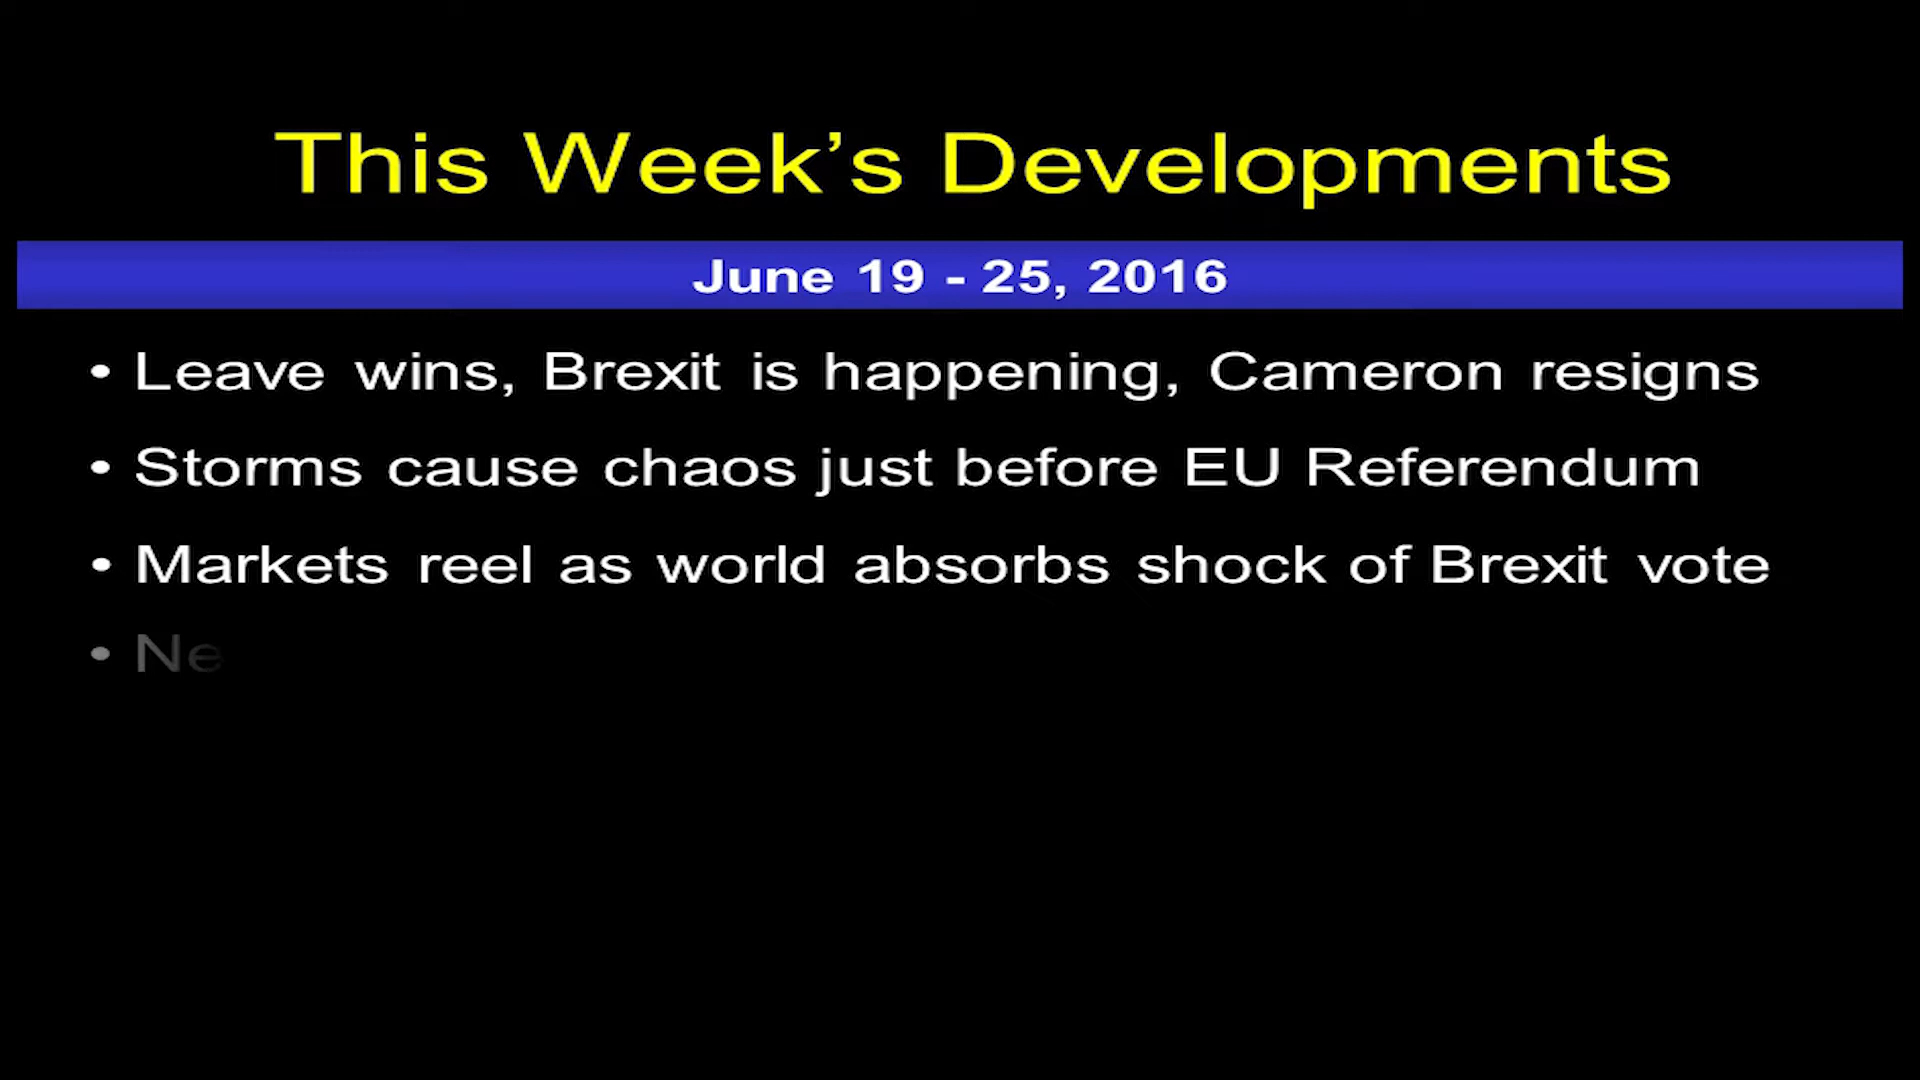 This Week’s Developments
June 19 - 25, 2016
• Leave wins, Brexit is happening, Cameron resigns
• Storms cause chaos just before EU Referendum
• Markets reel as world absorbs shock of Brexit vote
• Ne